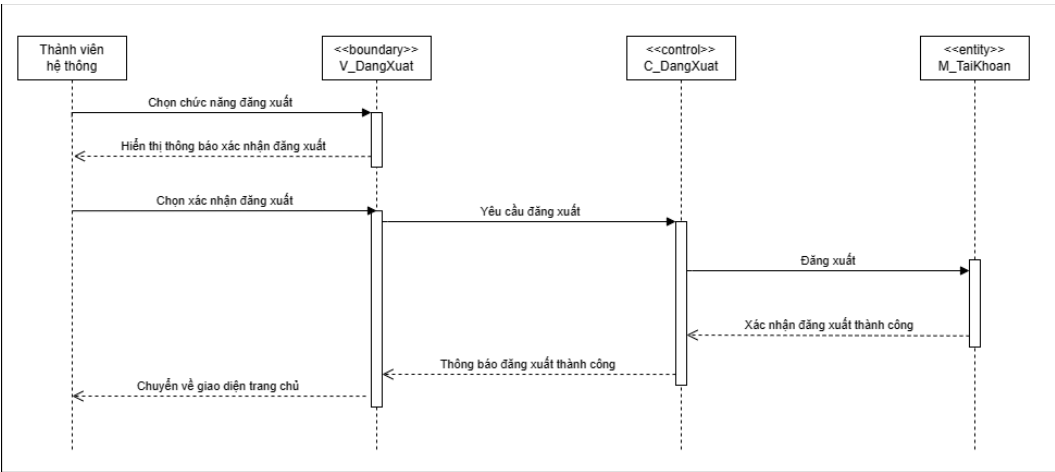 Thành viên
hệ thông
<<boundary>>
V_DangXuat
<<control>>
C_DangXuat
<<entity>>
M_TaiKhoan
Chọn chức năng đăng xuất
Hiển thị thông báo xác nhận đăng xuất
Chọn xác nhận đăng xuất
Yêu cầu đăng xuất
Đăng xuất
Xác nhận đăng xuất thành công
Thông báo đăng xuất thành công
Chuyển về giao diện trang chủ